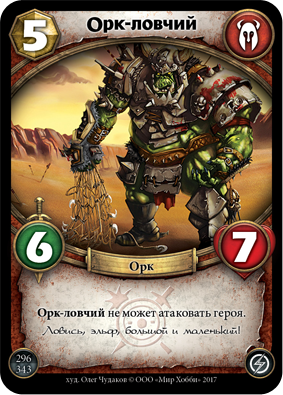 5
Орк-ловчий
6
Орк
7
Орк-ловчий не может атаковать героя.
Ловись, эльф, большой и маленький!
296
343
худ. Олег Чудаков © ООО «Мир Хобби» 2017